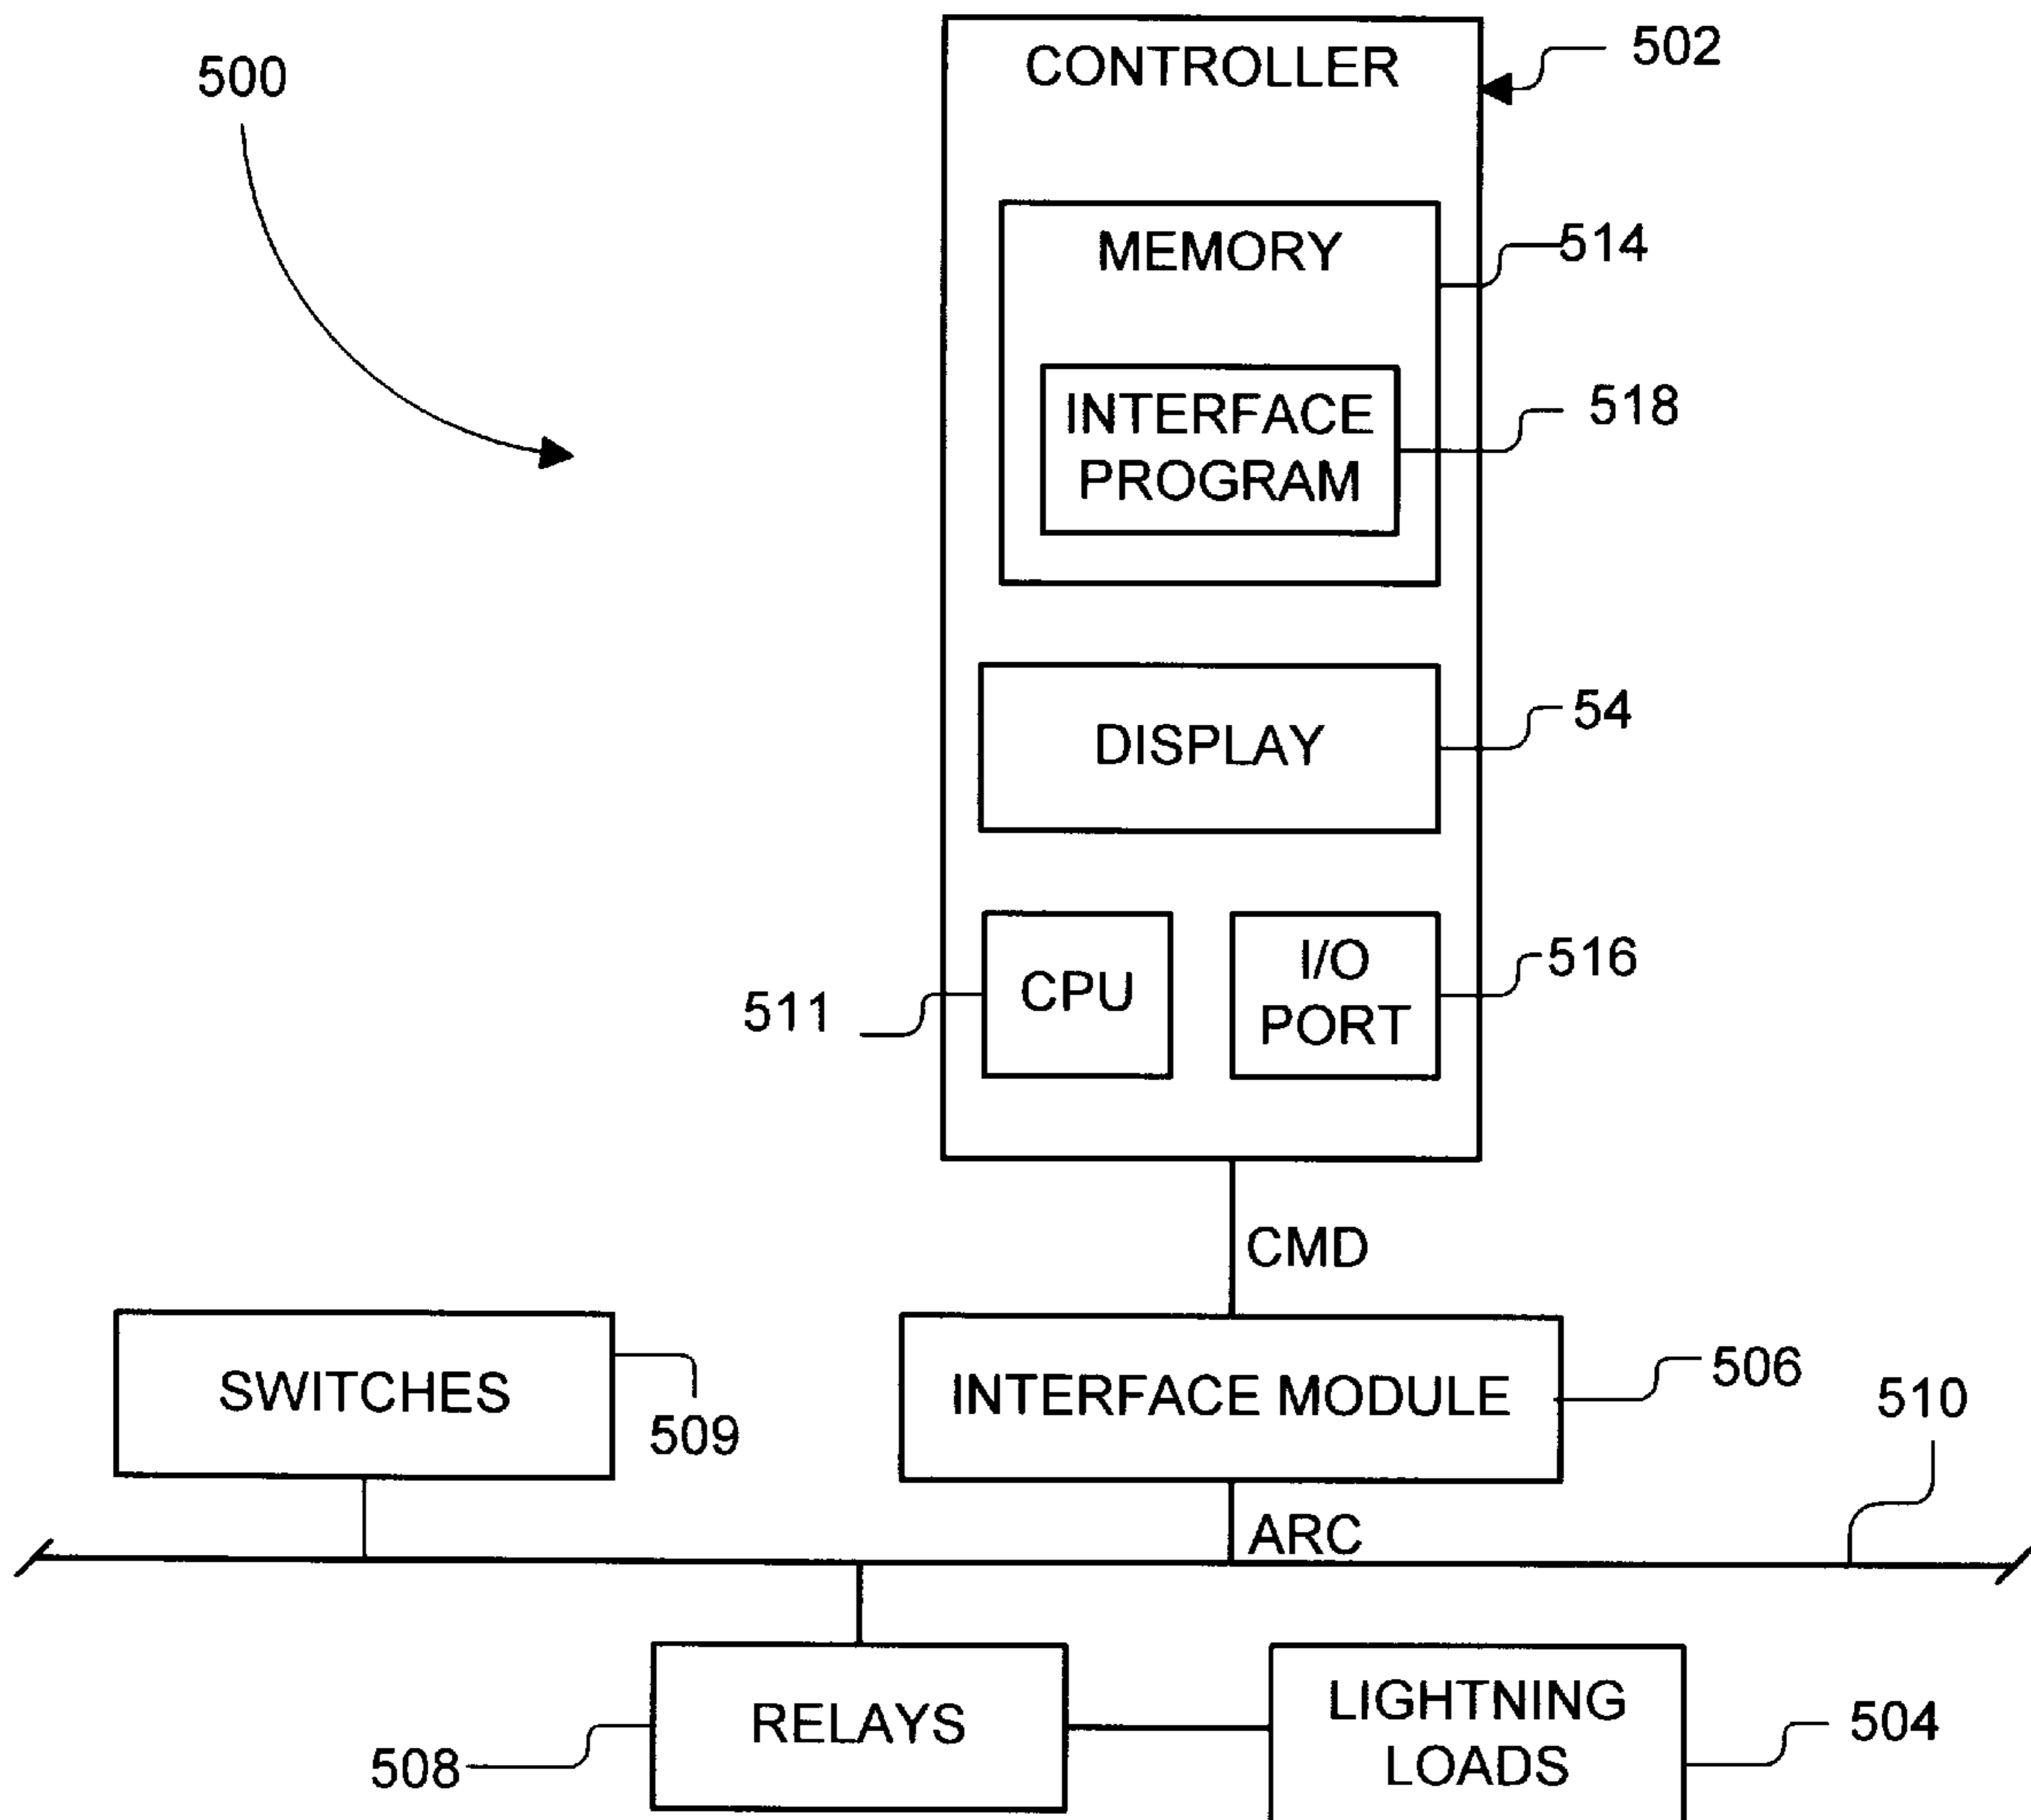 500
CONTROLLER
502
MEMORY
514
INTERFACE
PROGRAM
518
DISPLAY
54
511
CPU
I/O
PORT
516
CMD
SWITCHES
509
INTERFACE MODULE
506
510
ARC
RELAYS
508
LIGHTNING
LOADS
504